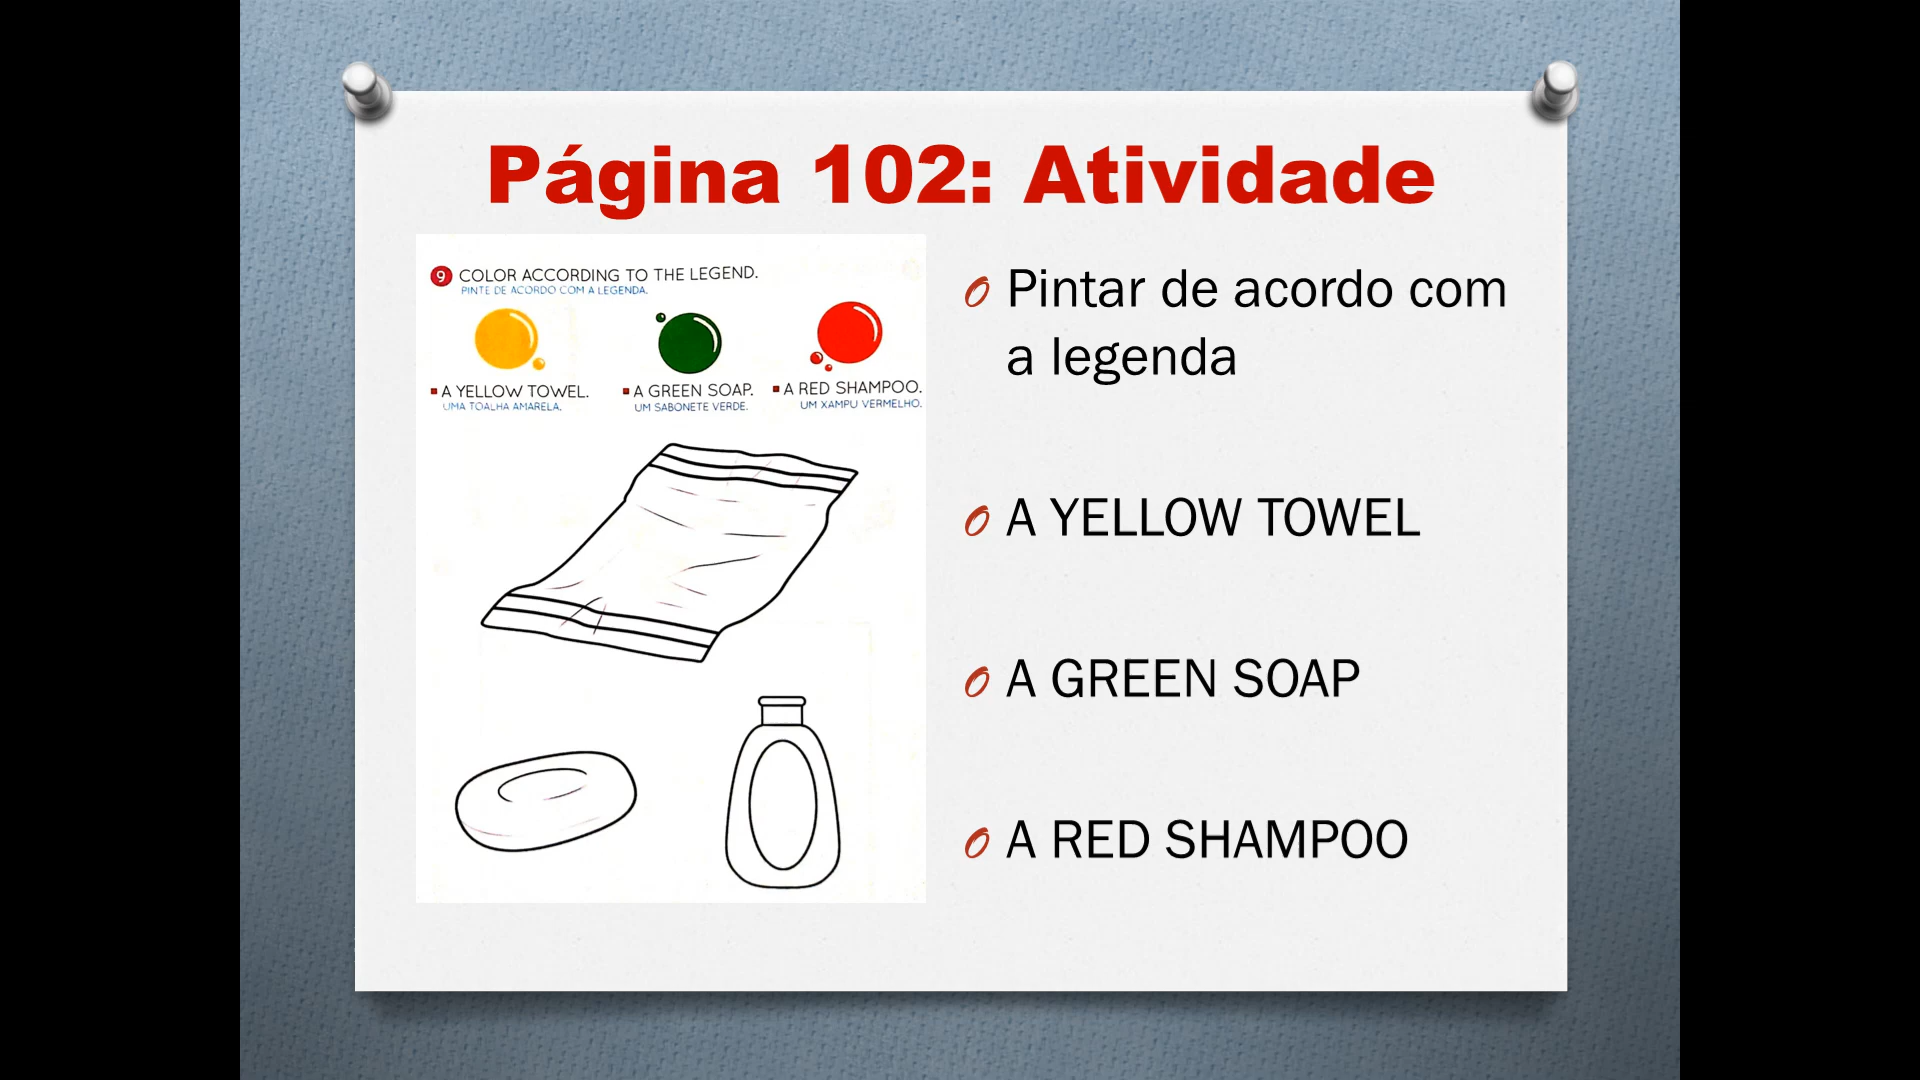 Página 102: Atividade
9 COLOR ACCORDING TO THE LEGEND.
PINTE DE ACORDO COM A LEGENDA.
A YELLOW TOWEL.
UMA TOALHA AMARELA.
A GREEN SOAP.
UM SABONETE VERDE.
A RED SHAMPOO.
UM XAMPU VERMELHO.
Pintar de acordo com
a legenda
A YELLOW TOWEL
A GREEN SOAP
A RED SHAMPOO